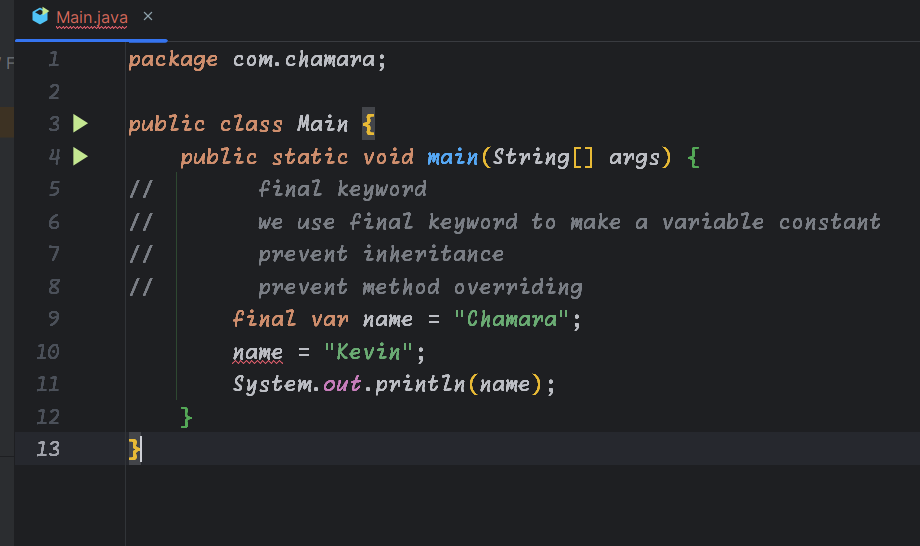 Main.java ×
1 package com.chamara;
2
3 public class Main {
4     public static void main(String[] args) {
5 //        final keyword
6 //        we use final keyword to make a variable constant
7 //        prevent inheritance
8 //        prevent method overriding
9         final var name = "Chamara";
10         name = "Kevin";
11         System.out.println(name);
12     }
13 }